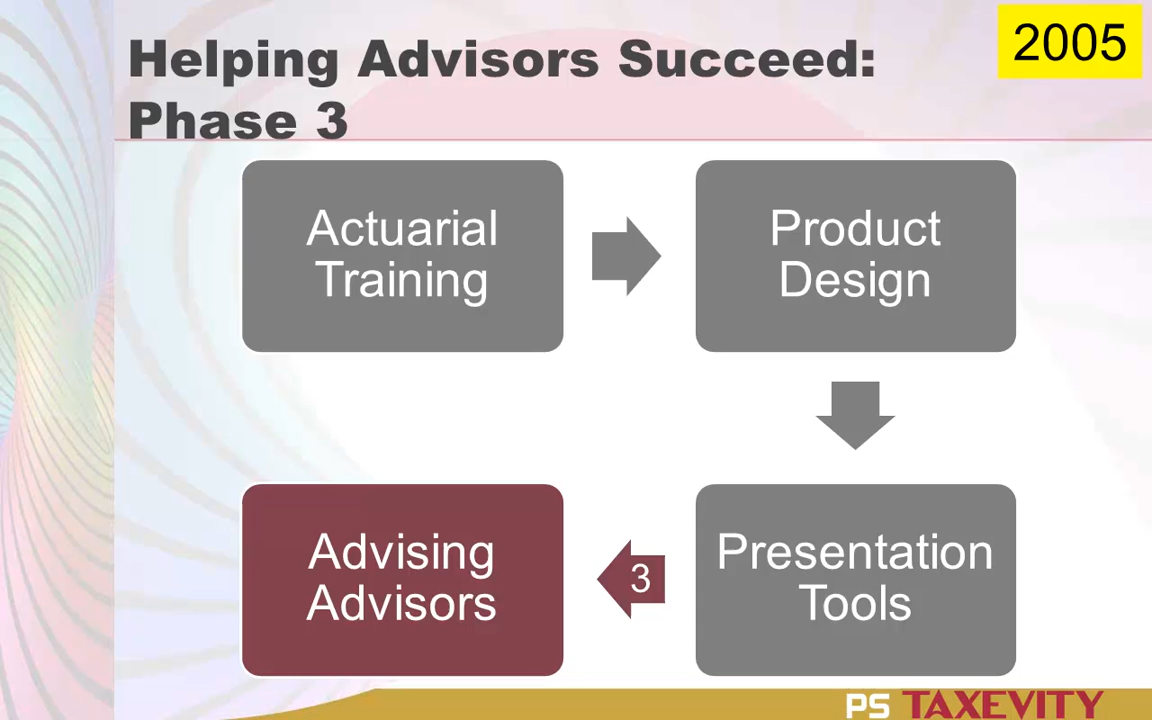 Helping Advisors Succeed:
Phase 3
2005
Actuarial
Training
Product
Design
Advising
Advisors
3
Presentation
Tools
PS TAXEVITY